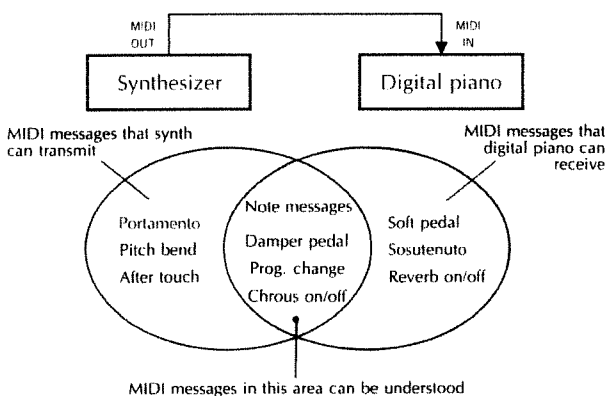 MIDI
OUT
MIDI
IN
Synthesizer
Digital piano
MIDI messages that synth
can transmit
MIDI messages that
digital piano can
receive
Portamento
Pitch bend
After touch
Note messages
Damper pedal
Prog. change
Chrous on/off
Soft pedal
Sosutenuto
Reverb on/off
MIDI messages in this area can be understood